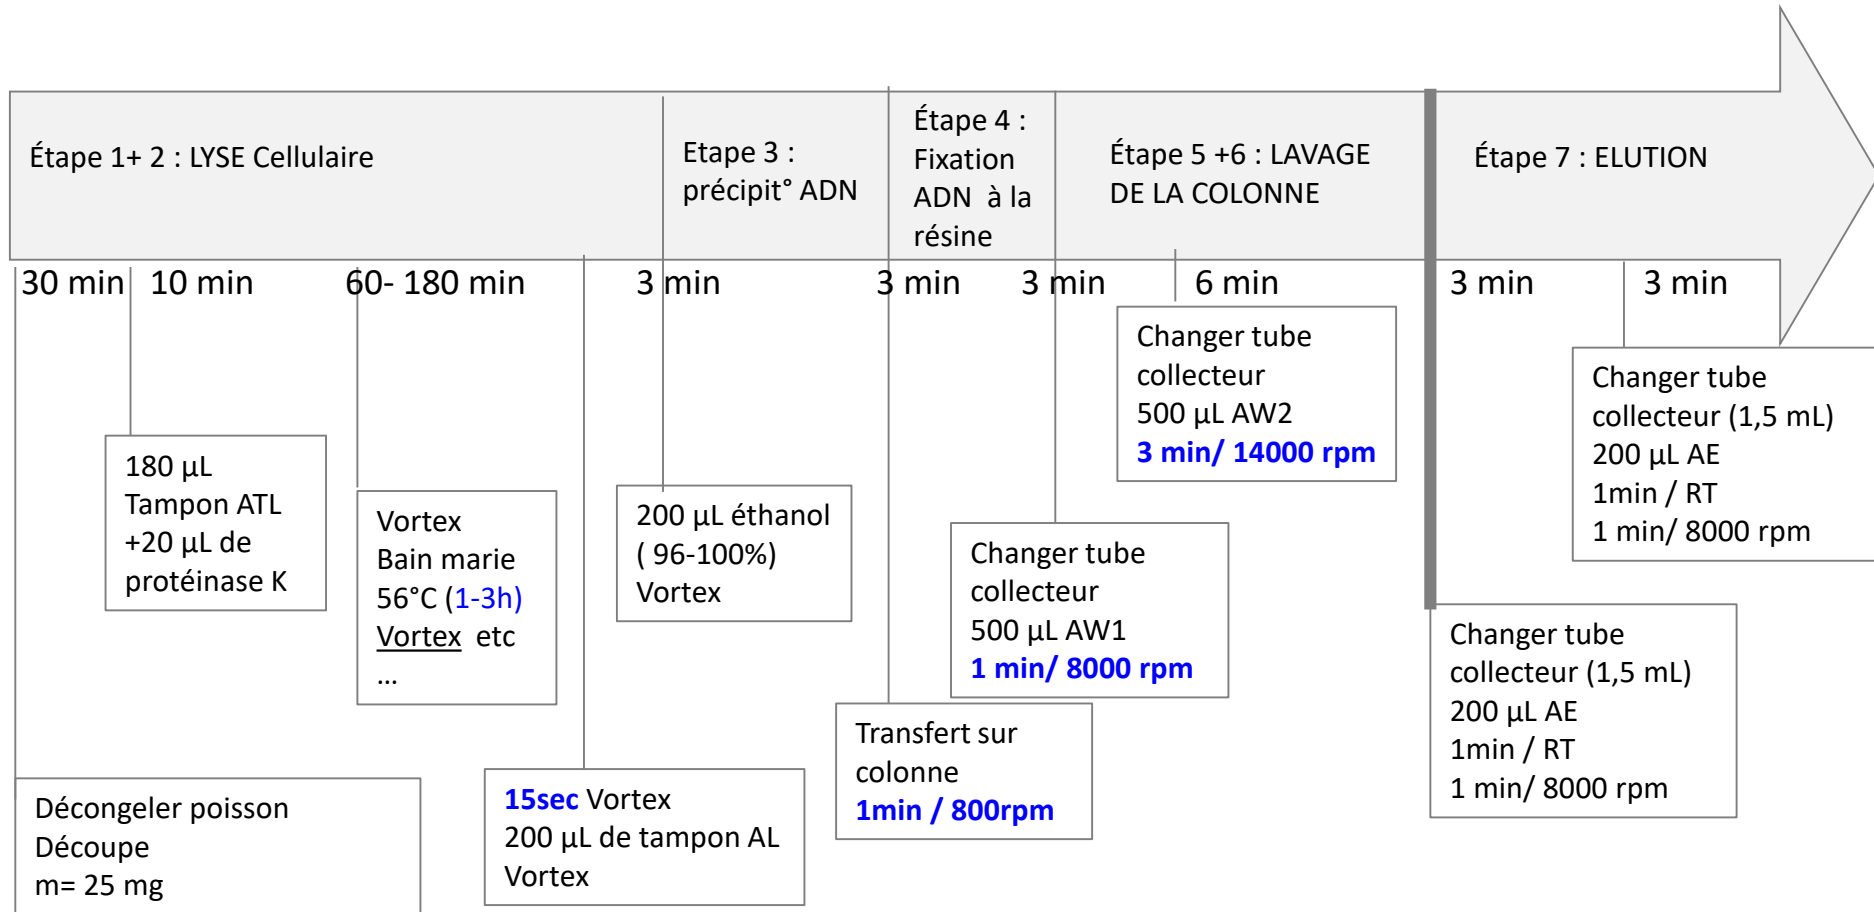 Étape 1+ 2 : LYSE Cellulaire
Etape 3 :
précipit° ADN
Étape 4 :
Fixation
ADN à la
résine
Étape 5 +6 : LAVAGE
DE LA COLONNE
Étape 7 : ELUTION
30 min
10 min
60- 180 min
3 min
3 min
3 min
6 min
3 min
3 min
Décongeler poisson
Découpe
m= 25 mg
180 µL
Tampon ATL
+20 µL de
protéinase K
Vortex
Bain marie
56°C (1-3h)
Vortex etc
...
15sec Vortex
200 µL de tampon AL
Vortex
200 µL éthanol
( 96-100%)
Vortex
Transfert sur
colonne
1min / 800rpm
Changer tube
collecteur
500 µL AW1
1 min/ 8000 rpm
Changer tube
collecteur
500 µL AW2
3 min/ 14000 rpm
Changer tube
collecteur (1,5 mL)
200 µL AE
1min / RT
1 min/ 8000 rpm
Changer tube
collecteur (1,5 mL)
200 µL AE
1min / RT
1 min/ 8000 rpm